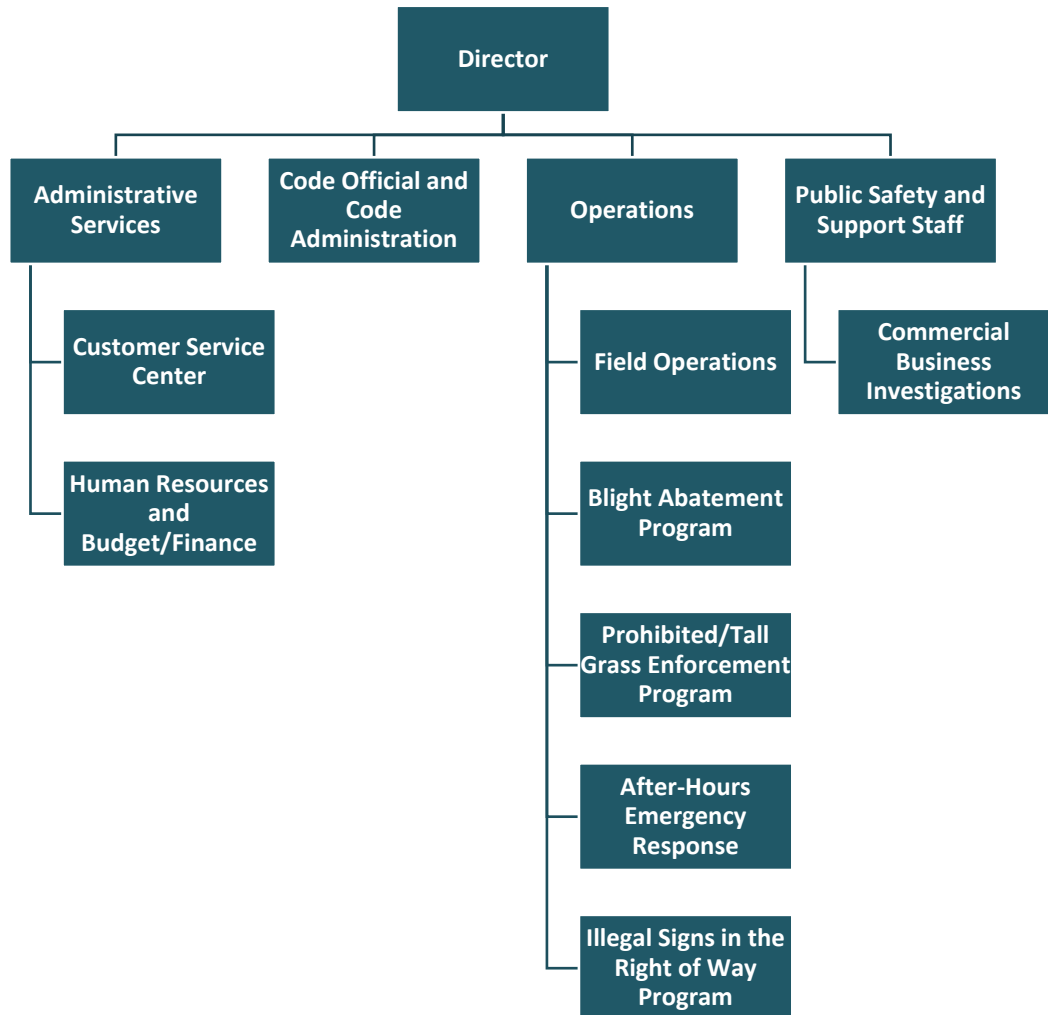 Director
Administrative
Services
Code Official and
Code
Administration
Operations
Public Safety and
Support Staff
Customer Service
Center
Field Operations
Commercial
Business
Investigations
Human Resources
and
Budget/Finance
Blight Abatement
Program
Prohibited/Tall
Grass Enforcement
Program
After-Hours
Emergency
Response
Illegal Signs in the
Right of Way
Program